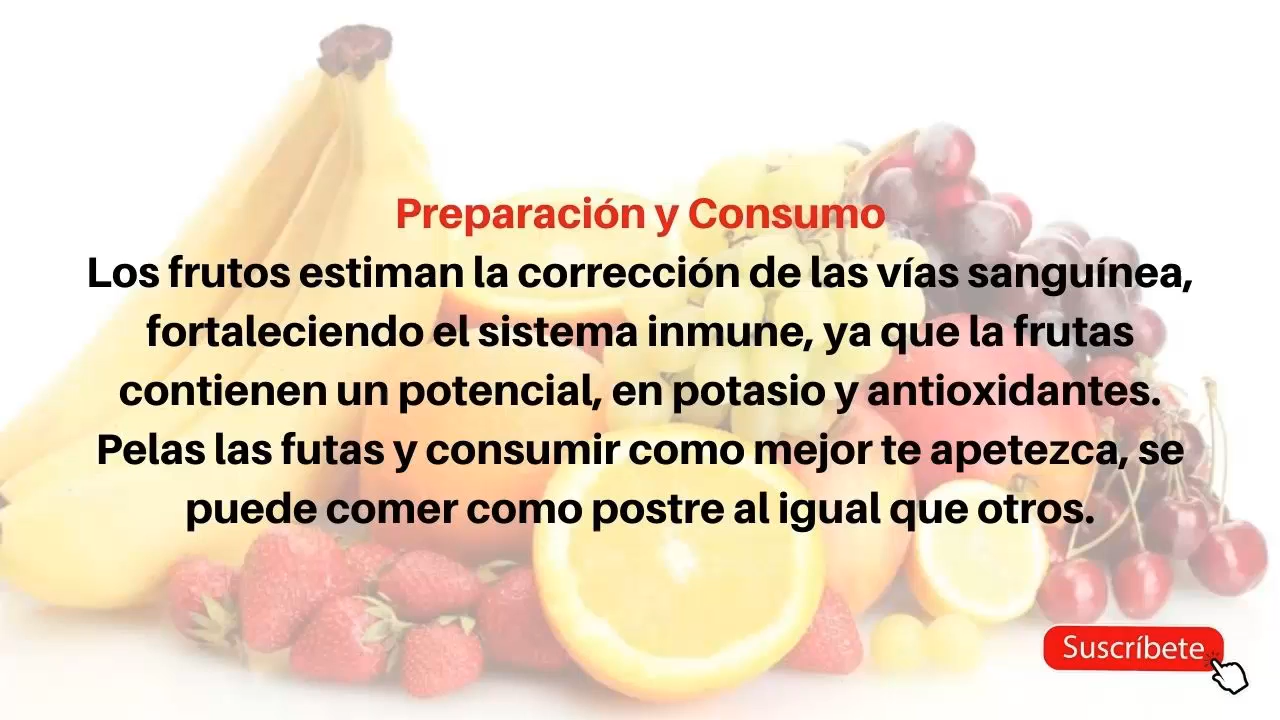 Preparación y Consumo
Los frutos estiman la corrección de las vías sanguínea,
fortaleciendo el sistema inmune, ya que la frutas
contienen un potencial, en potasio y antioxidantes.
Pelas las futas y consumir como mejor te apetezca, se
puede comer como postre al igual que otros.
Suscríbete